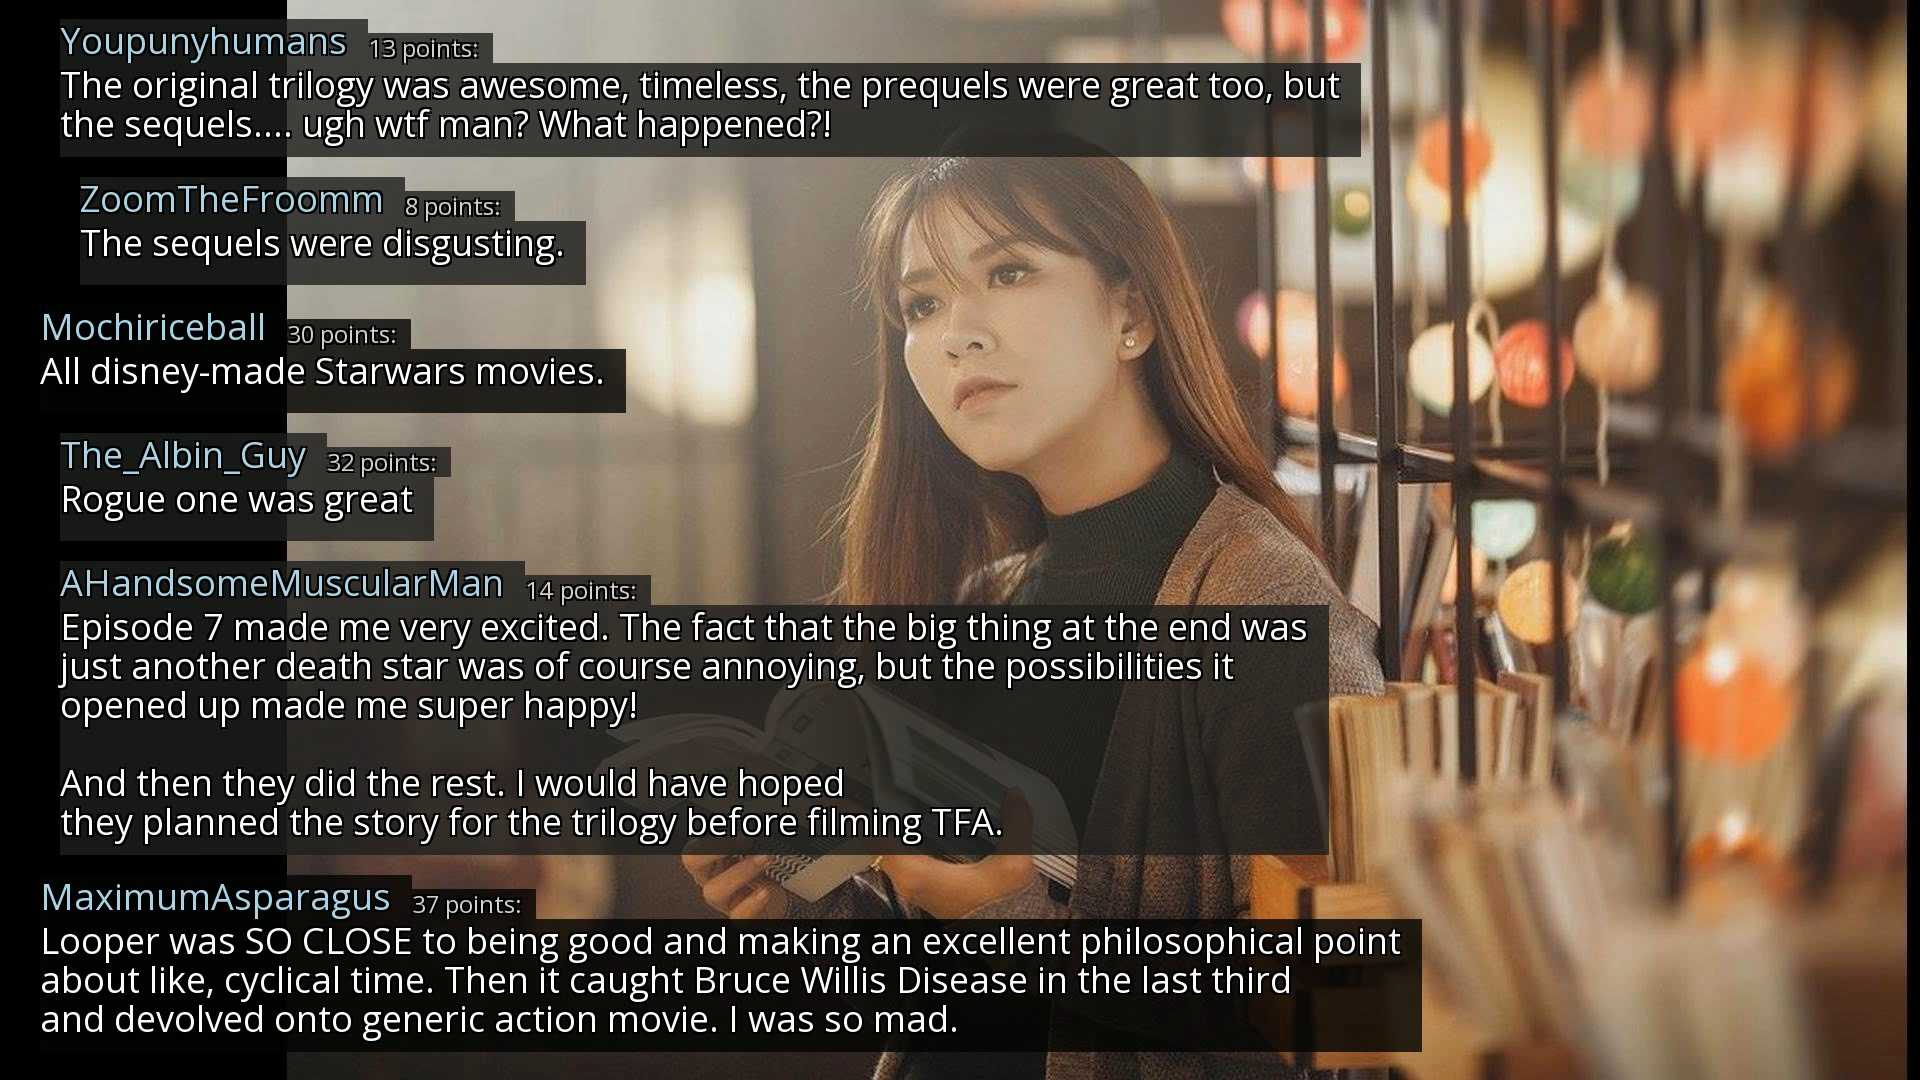 Youpunyhumans 13 points:
The original trilogy was awesome, timeless, the prequels were great too, but
the sequels.... ugh wtf man? What happened?!
ZoomTheFroomm 8 points:
The sequels were disgusting.
Mochiriceball 30 points:
All disney-made Starwars movies.
The_Albin_Guy 32 points:
Rogue one was great
AHandsomeMuscularMan 14 points:
Episode 7 made me very excited. The fact that the big thing at the end was
just another death star was of course annoying, but the possibilities it
opened up made me super happy!
And then they did the rest. I would have hoped
they planned the story for the trilogy before filming TFA.
MaximumAsparagus 37 points:
Looper was SO CLOSE to being good and making an excellent philosophical point
about like, cyclical time. Then it caught Bruce Willis Disease in the last third
and devolved onto generic action movie. I was so mad.